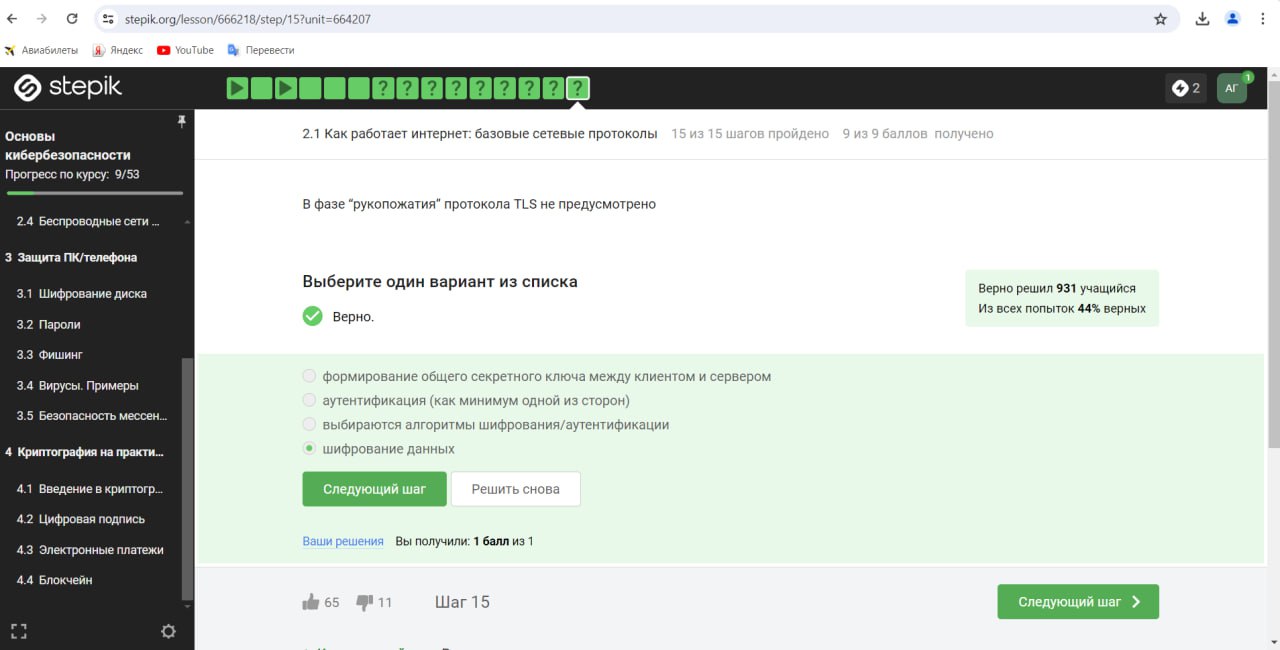 stepik.org/lesson/666218/step/15?unit=664207
Авиабилеты Яндекс YouTube Перевести
stepik ? ? ? ? ? ? ? ? ? 2 АГ 1
Основы
кибербезопасности
Прогресс по курсу: 9/53
2.4 Беспроводные сети ...
3 Защита ПК/телефона
3.1 Шифрование диска
3.2 Пароли
3.3 Фишинг
3.4 Вирусы. Примеры
3.5 Безопасность мессен...
4 Криптография на практи...
4.1 Введение в криптогр...
4.2 Цифровая подпись
4.3 Электронные платежи
4.4 Блокчейн
2.1 Как работает интернет: базовые сетевые протоколы 15 из 15 шагов пройдено 9 из 9 баллов получено
В фазе “рукопожатия” протокола TLS не предусмотрено
Выберите один вариант из списка
Верно.
Верно решил 931 учащийся
Из всех попыток 44% верных
формирование общего секретного ключа между клиентом и сервером
аутентификация (как минимум одной из сторон)
выбираются алгоритмы шифрования/аутентификации
шифрование данных
Следующий шаг Решить снова
Ваши решения Вы получили: 1 балл из 1
65 11 Шаг 15 Следующий шаг